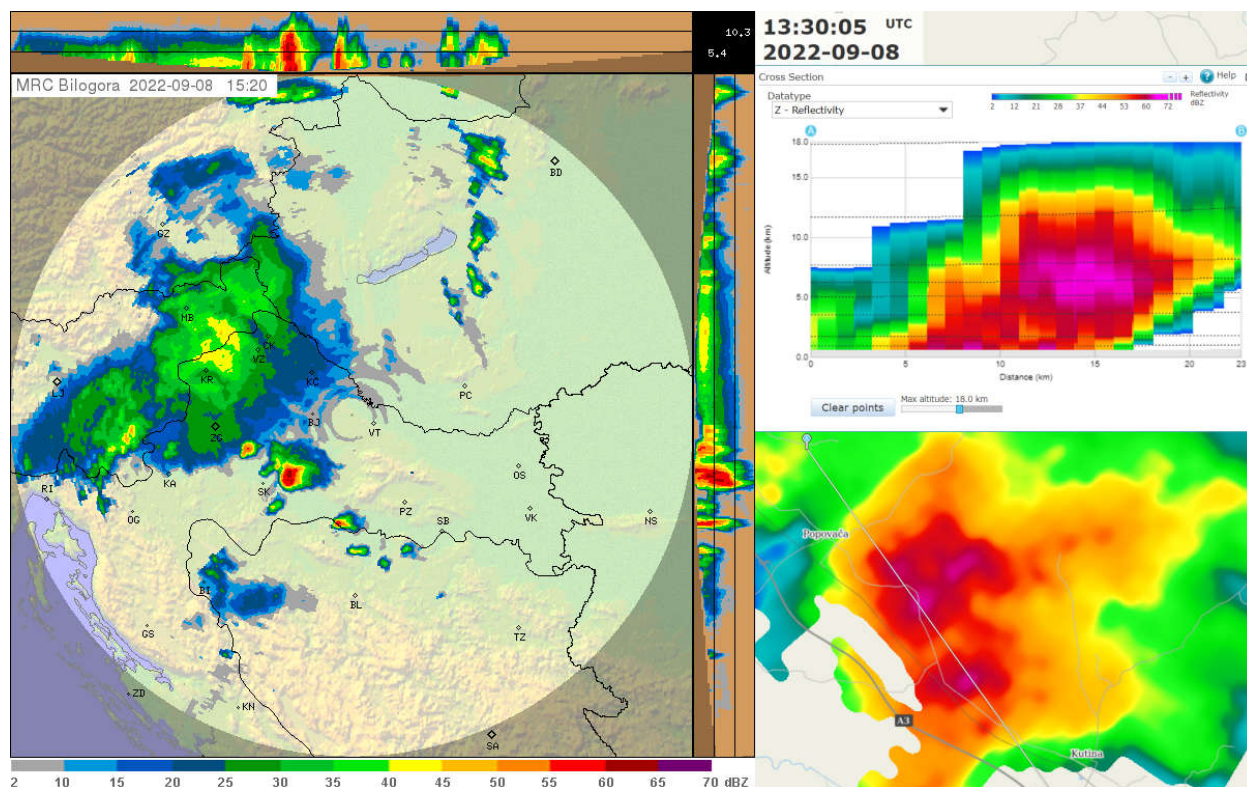 10.3
5.4
MRC Bilogora 2022-09-08 15:20
BD
GZ
MB
CK
VZ
KR
KC
LJ
PC
BJ
VT
ZG
KA
SK
OS
RI
OG
PZ
SB
VK
NS
BI
BL
GS
TZ
ZD
KN
SA
2 10 15 20 25 30 35 40 45 50 55 60 65 70 dBZ
13:30:05 UTC
2022-09-08
Cross Section
- + ? Help
Datatype
Z - Reflectivity
2 12 21 28 37 44 53 60 72
Reflectivity
dBZ
A B
18.0
15.0
10.0
5.0
0.0
Altitude (km)
0 5 10 15 20 23
Distance (km)
Clear points
Max altitude: 18.0 km
Popovača
A3
Kutina